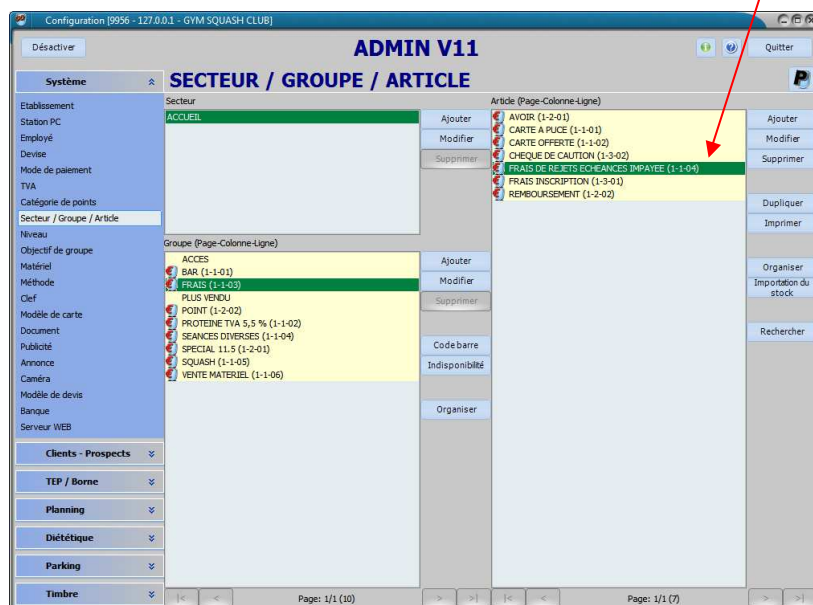 Configuration [9956 - 127.0.0.1 - GYM SQUASH CLUB]
Désactiver
ADMIN V11
Quitter
Système
SECTEUR / GROUPE / ARTICLE
Etablissement
Station PC
Employé
Devise
Mode de paiement
TVA
Catégorie de points
Secteur / Groupe / Article
Niveau
Objectif de groupe
Matériel
Méthode
Clef
Modèle de carte
Document
Publicité
Annonce
Caméra
Modèle de devis
Banque
Serveur WEB
Clients - Prospects
TEP / Borne
Planning
Diététique
Parking
Timbre
Secteur
ACCUEIL
Ajouter
Modifier
Supprimer
Groupe (Page-Colonne-Ligne)
ACCES
BAR (1-1-01)
FRAIS (1-1-03)
PLUS VENDU
POINT (1-2-02)
PROTEINE TVA 5,5 % (1-1-02)
SEANCES DIVERSES (1-1-04)
SPECIAL 11.5 (1-2-01)
SQUASH (1-1-05)
VENTE MATERIEL (1-1-06)
Ajouter
Modifier
Supprimer
Code barre
Indisponibilité
Organiser
|< < Page: 1/1 (10) > >|
Article (Page-Colonne-Ligne)
AVOIR (1-2-01)
CARTE A PUCE (1-1-01)
CARTE OFFERTE (1-1-02)
CHEQUE DE CAUTION (1-3-02)
FRAIS DE REJETS ECHEANCES IMPAYEE (1-1-04)
FRAIS INSCRIPTION (1-3-01)
REMBOURSEMENT (1-2-02)
Ajouter
Modifier
Supprimer
Dupliquer
Imprimer
Organiser
Importation du
stock
Rechercher
|< < Page: 1/1 (7) > >|